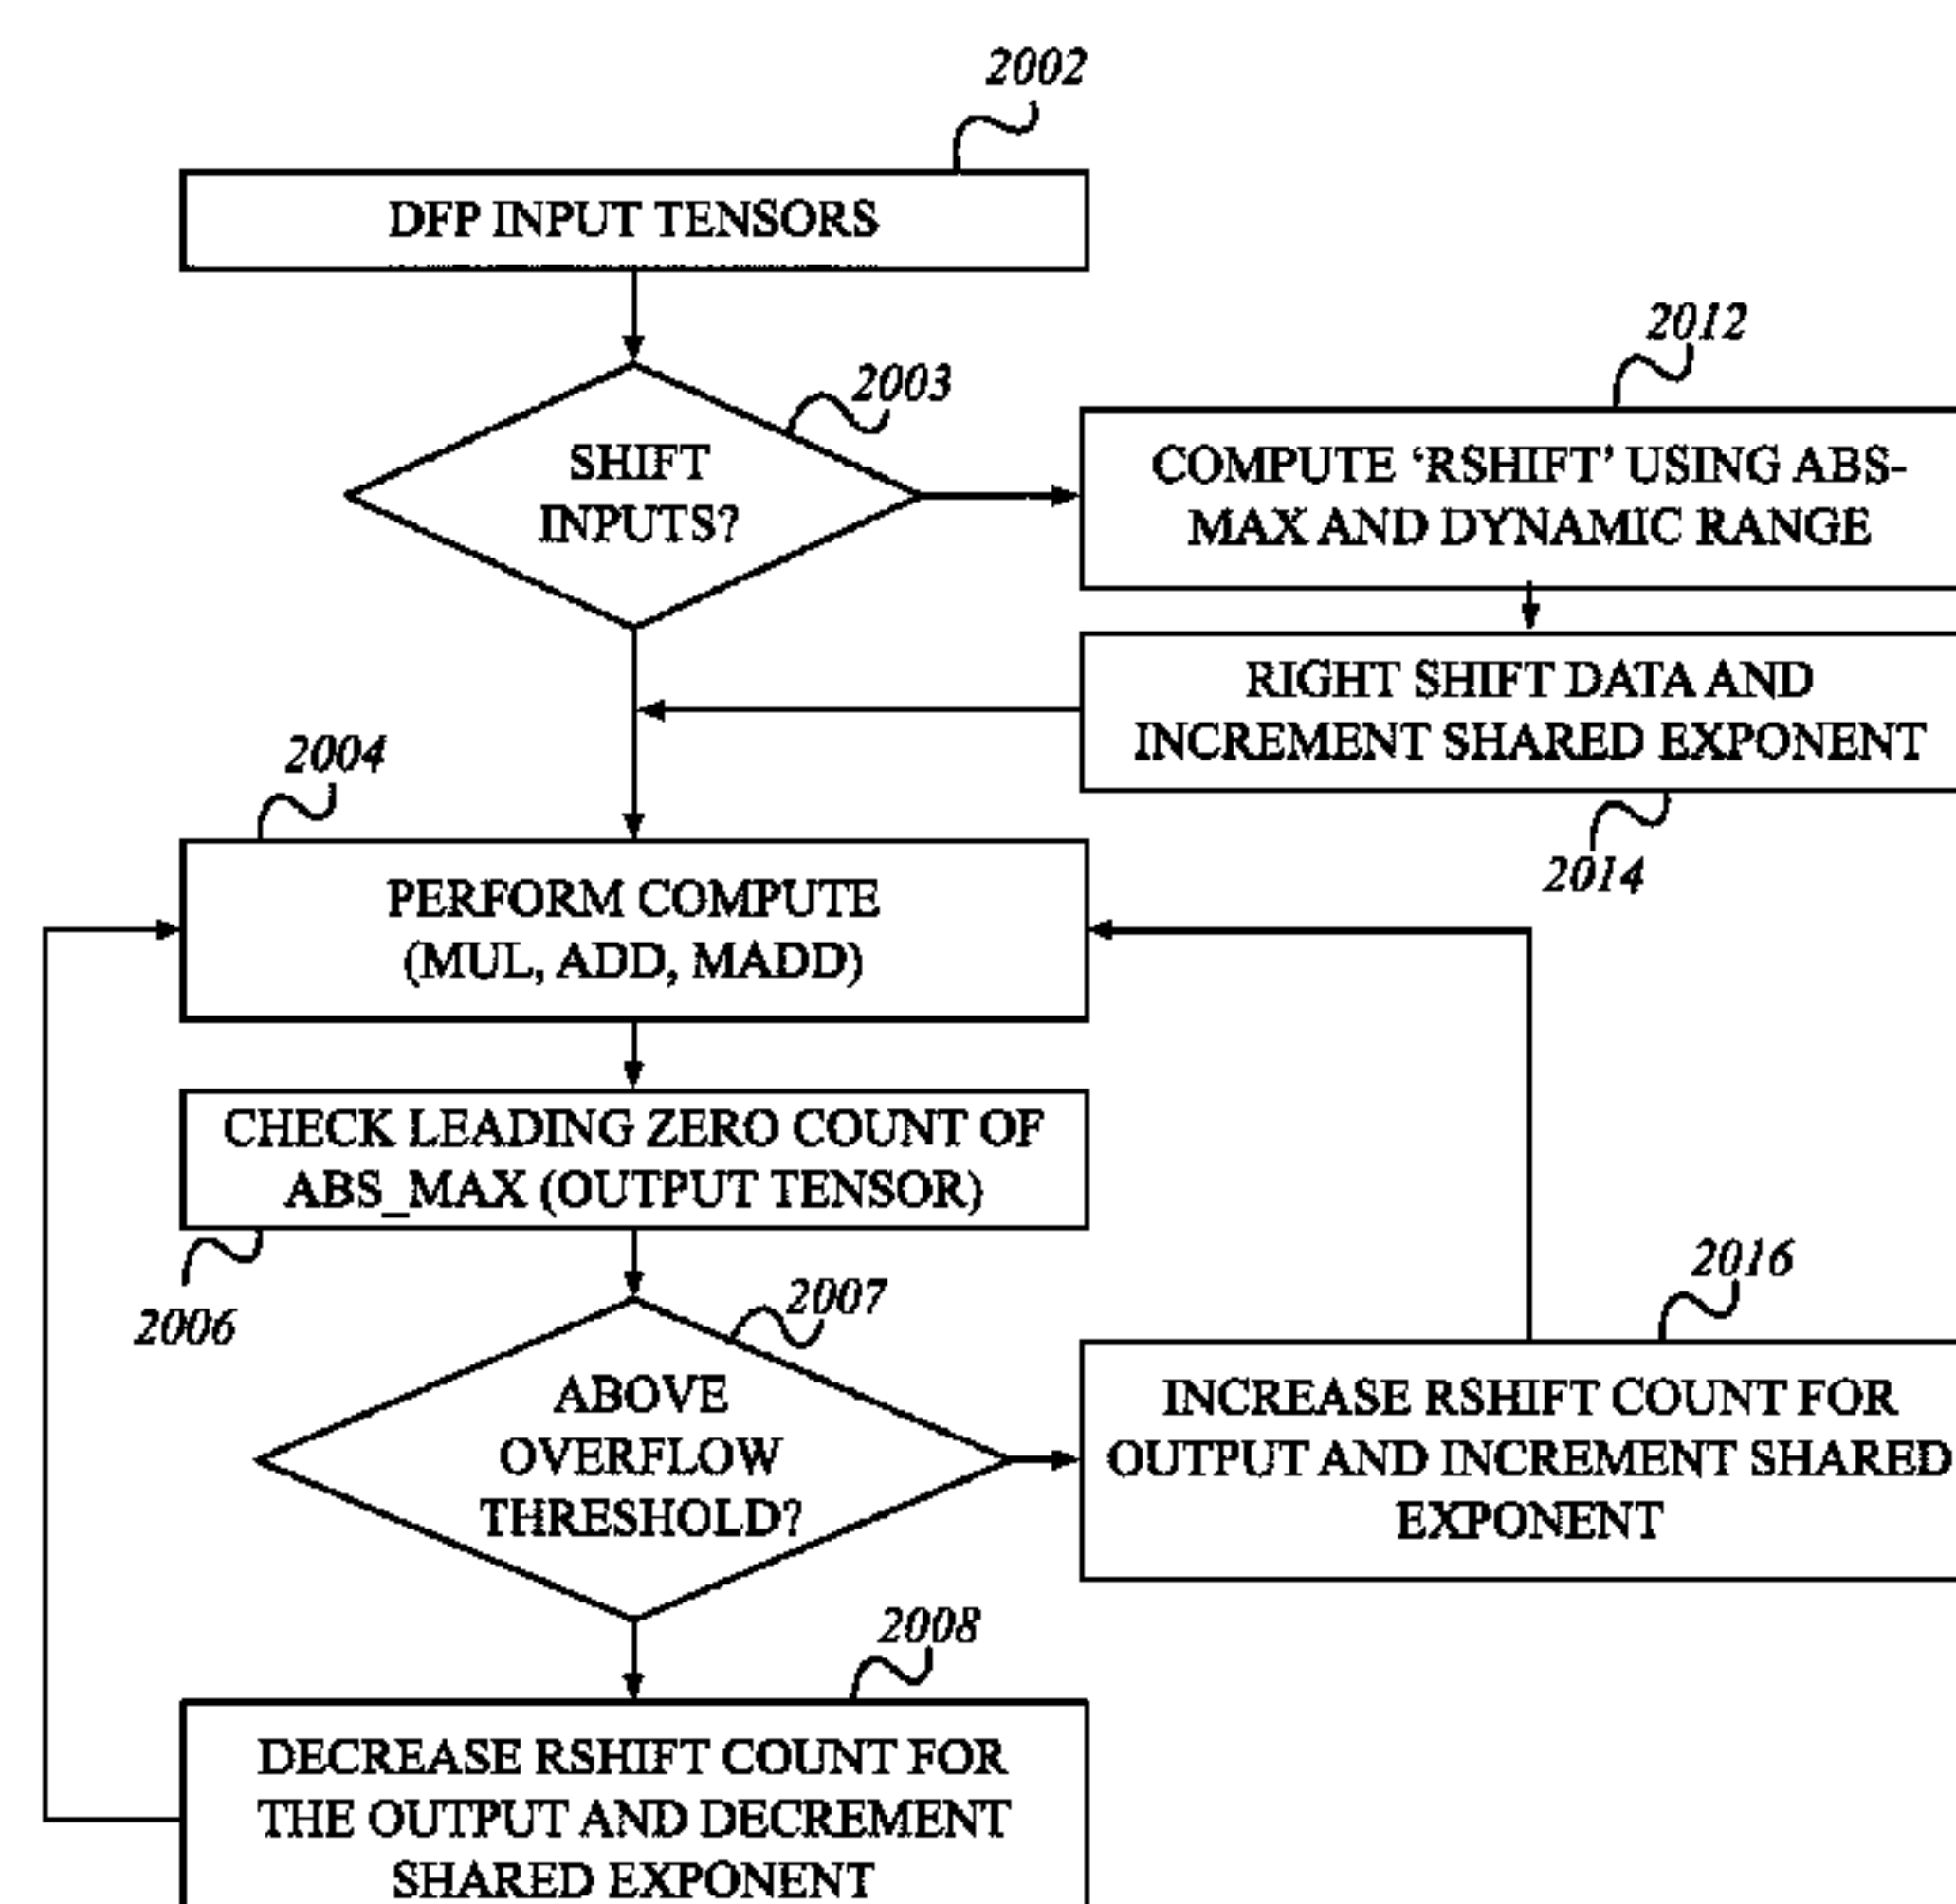 2002
DFP INPUT TENSORS
2003
SHIFT
INPUTS?
2012
COMPUTE ‘RSHIFT’ USING ABS-
MAX AND DYNAMIC RANGE
RIGHT SHIFT DATA AND
INCREMENT SHARED EXPONENT
2014
2004
PERFORM COMPUTE
(MUL, ADD, MADD)
CHECK LEADING ZERO COUNT OF
ABS_MAX (OUTPUT TENSOR)
2006
2007
ABOVE
OVERFLOW
THRESHOLD?
2016
INCREASE RSHIFT COUNT FOR
OUTPUT AND INCREMENT SHARED
EXPONENT
2008
DECREASE RSHIFT COUNT FOR
THE OUTPUT AND DECREMENT
SHARED EXPONENT